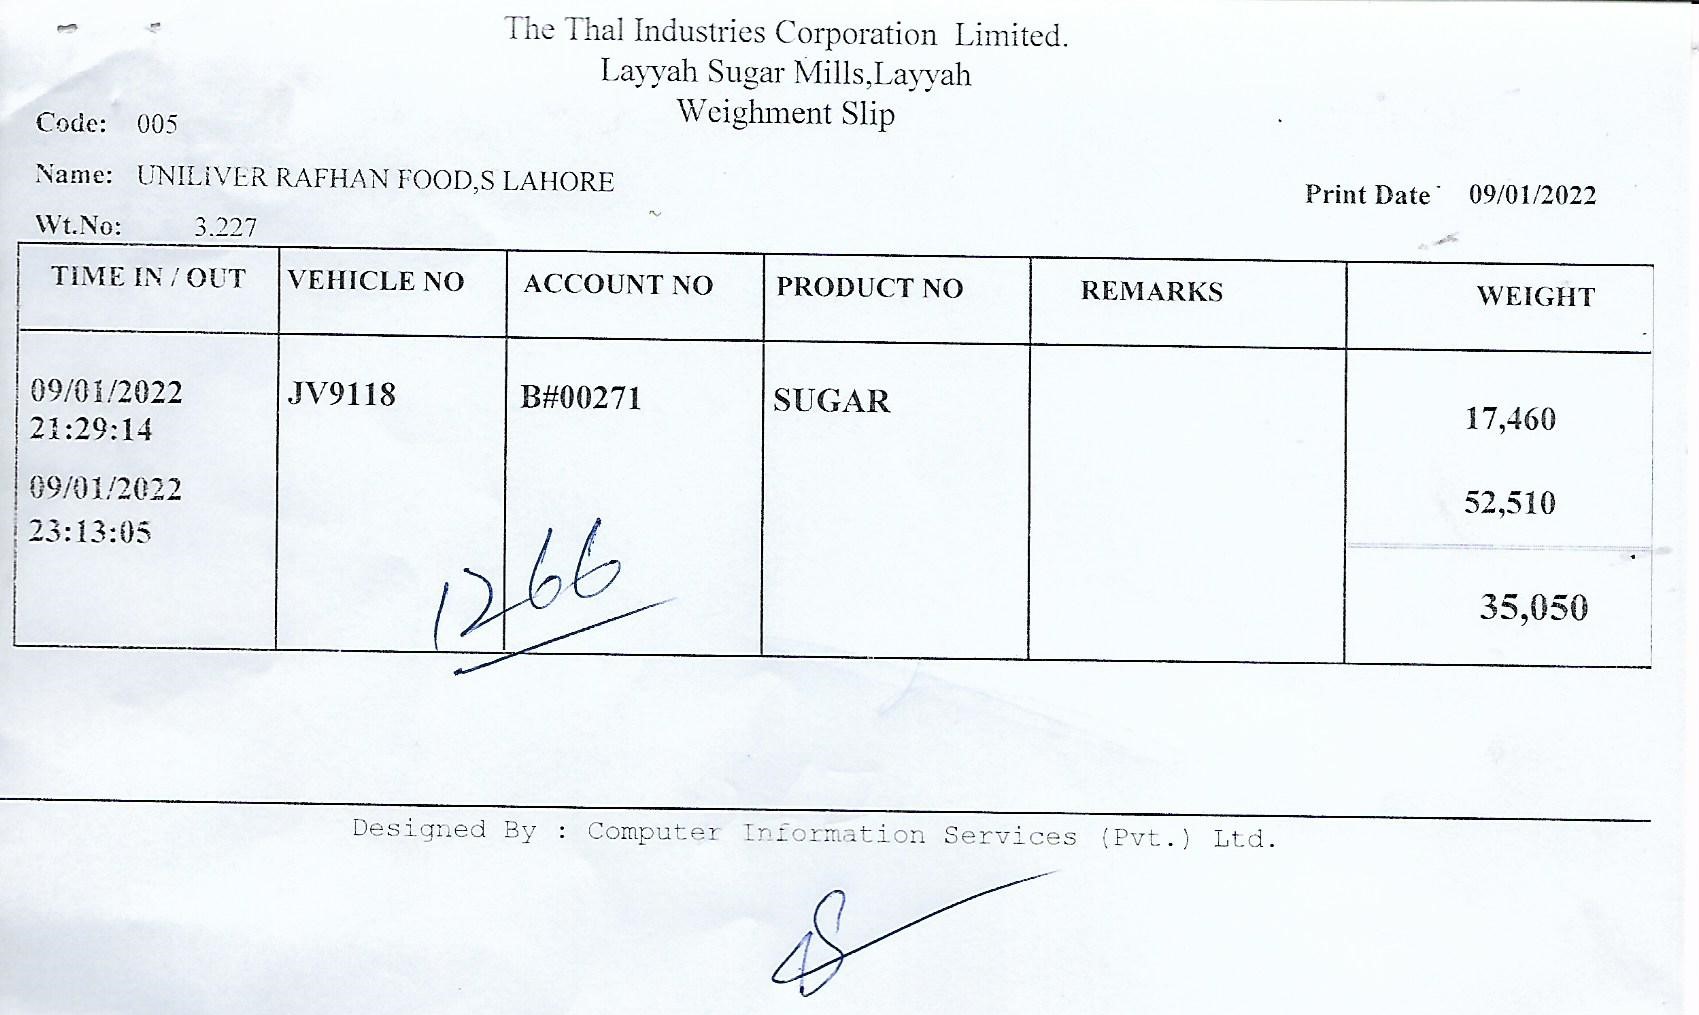 The Thal Industries Corporation Limited.
Layyah Sugar Mills,Layyah
Weighment Slip
Code: 005
Name: UNILIVER RAFHAN FOOD,S LAHORE
Print Date 09/01/2022
Wt.No: 3.227
TIME IN / OUT VEHICLE NO ACCOUNT NO PRODUCT NO REMARKS WEIGHT
09/01/2022 JV9118 B#00271 SUGAR 17,460
21:29:14
09/01/2022 52,510
23:13:05
1266
35,050
Designed By : Computer Information Services (Pvt.) Ltd.